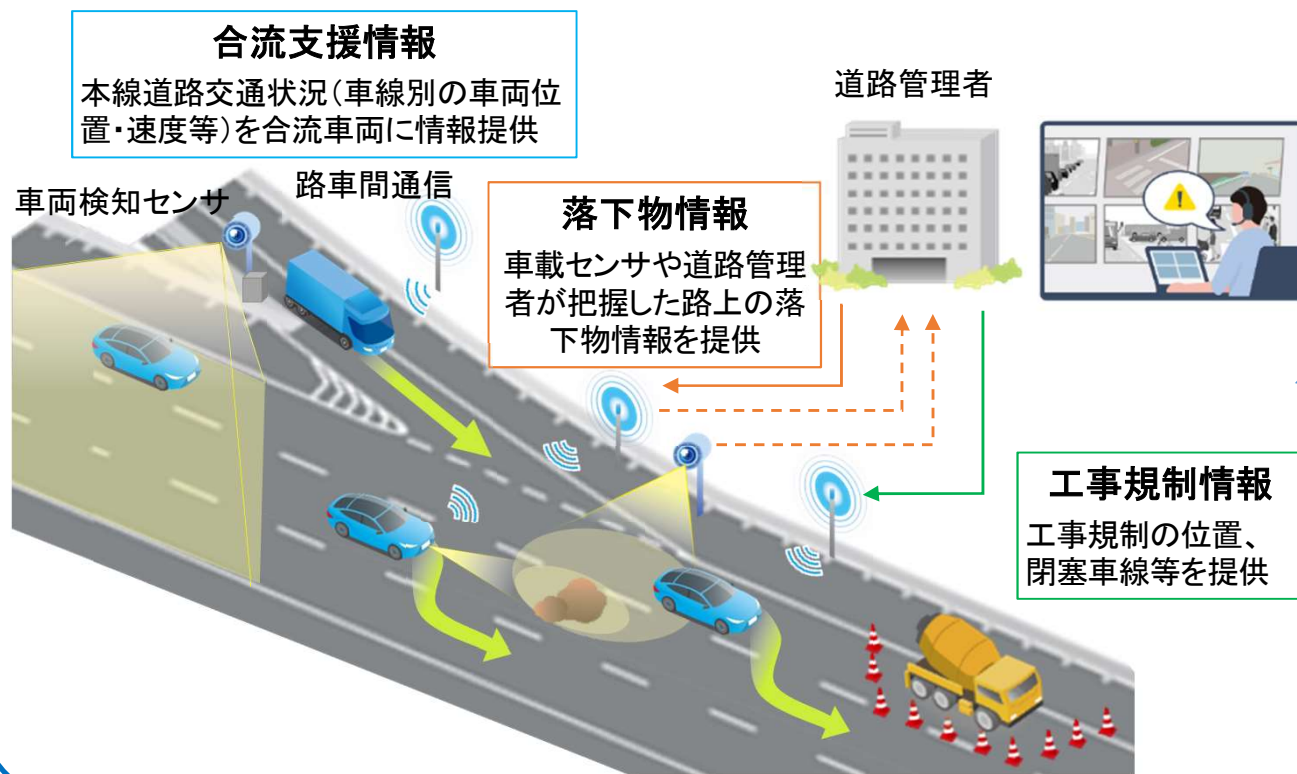 合流支援情報
本線道路交通状況（車線別の車両位
置・速度等）を合流車両に情報提供
道路管理者
車両検知センサ
路車間通信
落下物情報
車載センサや道路管理
者が把握した路上の落
下物情報を提供
工事規制情報
工事規制の位置、
閉塞車線等を提供